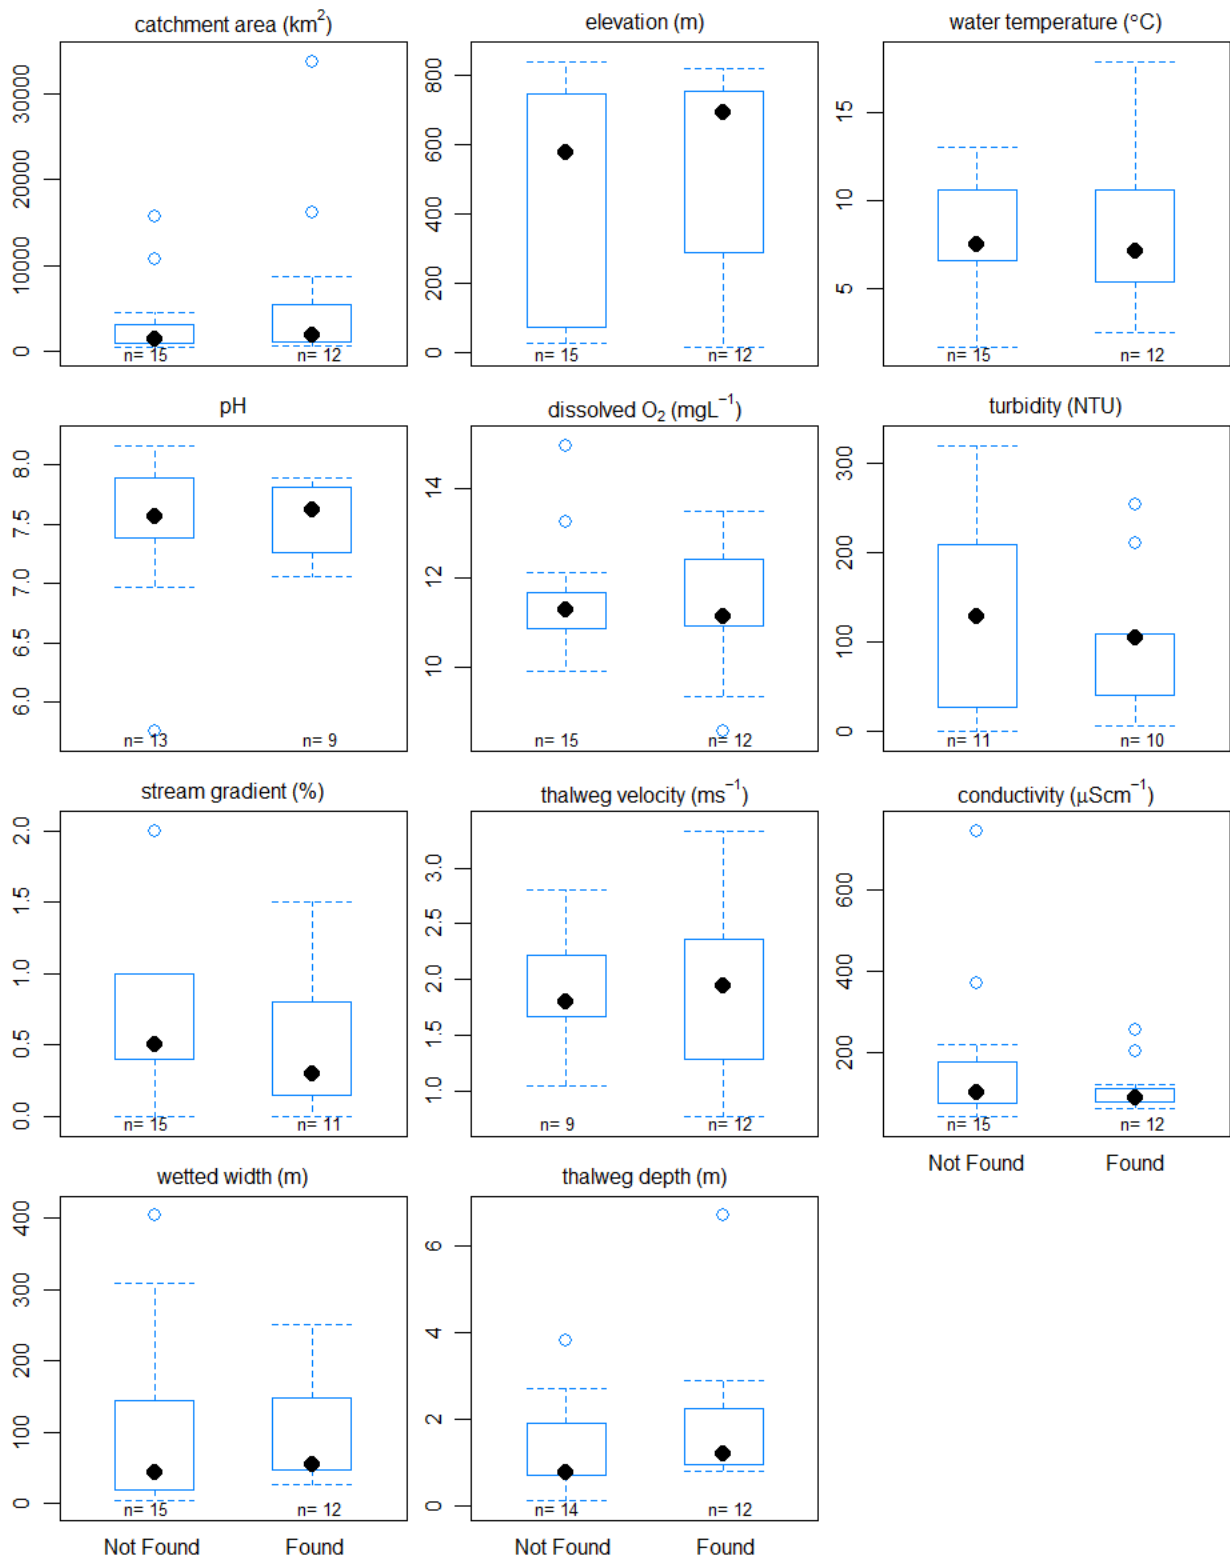 catchment area (km²) elevation (m) water temperature (°C)
30000 20000 10000 0
n= 15 n= 12
800 600 400 200 0
n= 15 n= 12
15 10 5
n= 15 n= 12
pH dissolved O₂ (mgL⁻¹) turbidity (NTU)
8.0 7.5 7.0 6.5 6.0
n= 13 n= 9
14 12 10
n= 15 n= 12
300 200 100 0
n= 11 n= 10
stream gradient (%) thalweg velocity (ms⁻¹) conductivity (μScm⁻¹)
2.0 1.5 1.0 0.5 0.0
n= 15 n= 11
3.0 2.5 2.0 1.5 1.0
n= 9 n= 12
600 400 200
n= 15 n= 12
Not Found Found
wetted width (m) thalweg depth (m)
400 300 200 100 0
n= 15 n= 12
6 4 2 0
n= 14 n= 12
Not Found Found Not Found Found